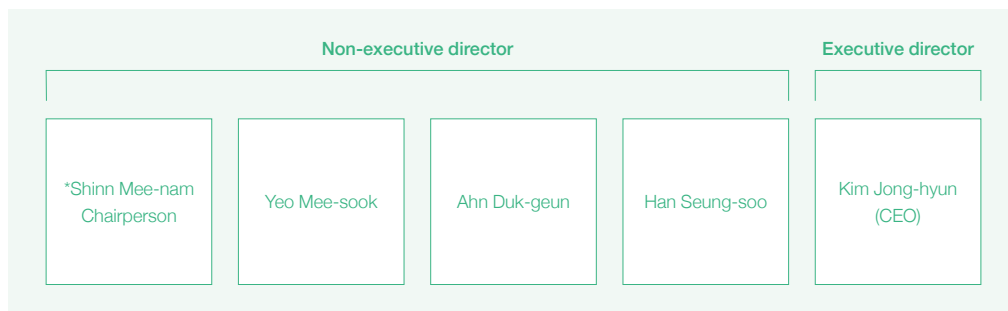 Non-executive director
Executive director
*Shinn Mee-nam
Chairperson
Yeo Mee-sook
Ahn Duk-geun
Han Seung-soo
Kim Jong-hyun
(CEO)